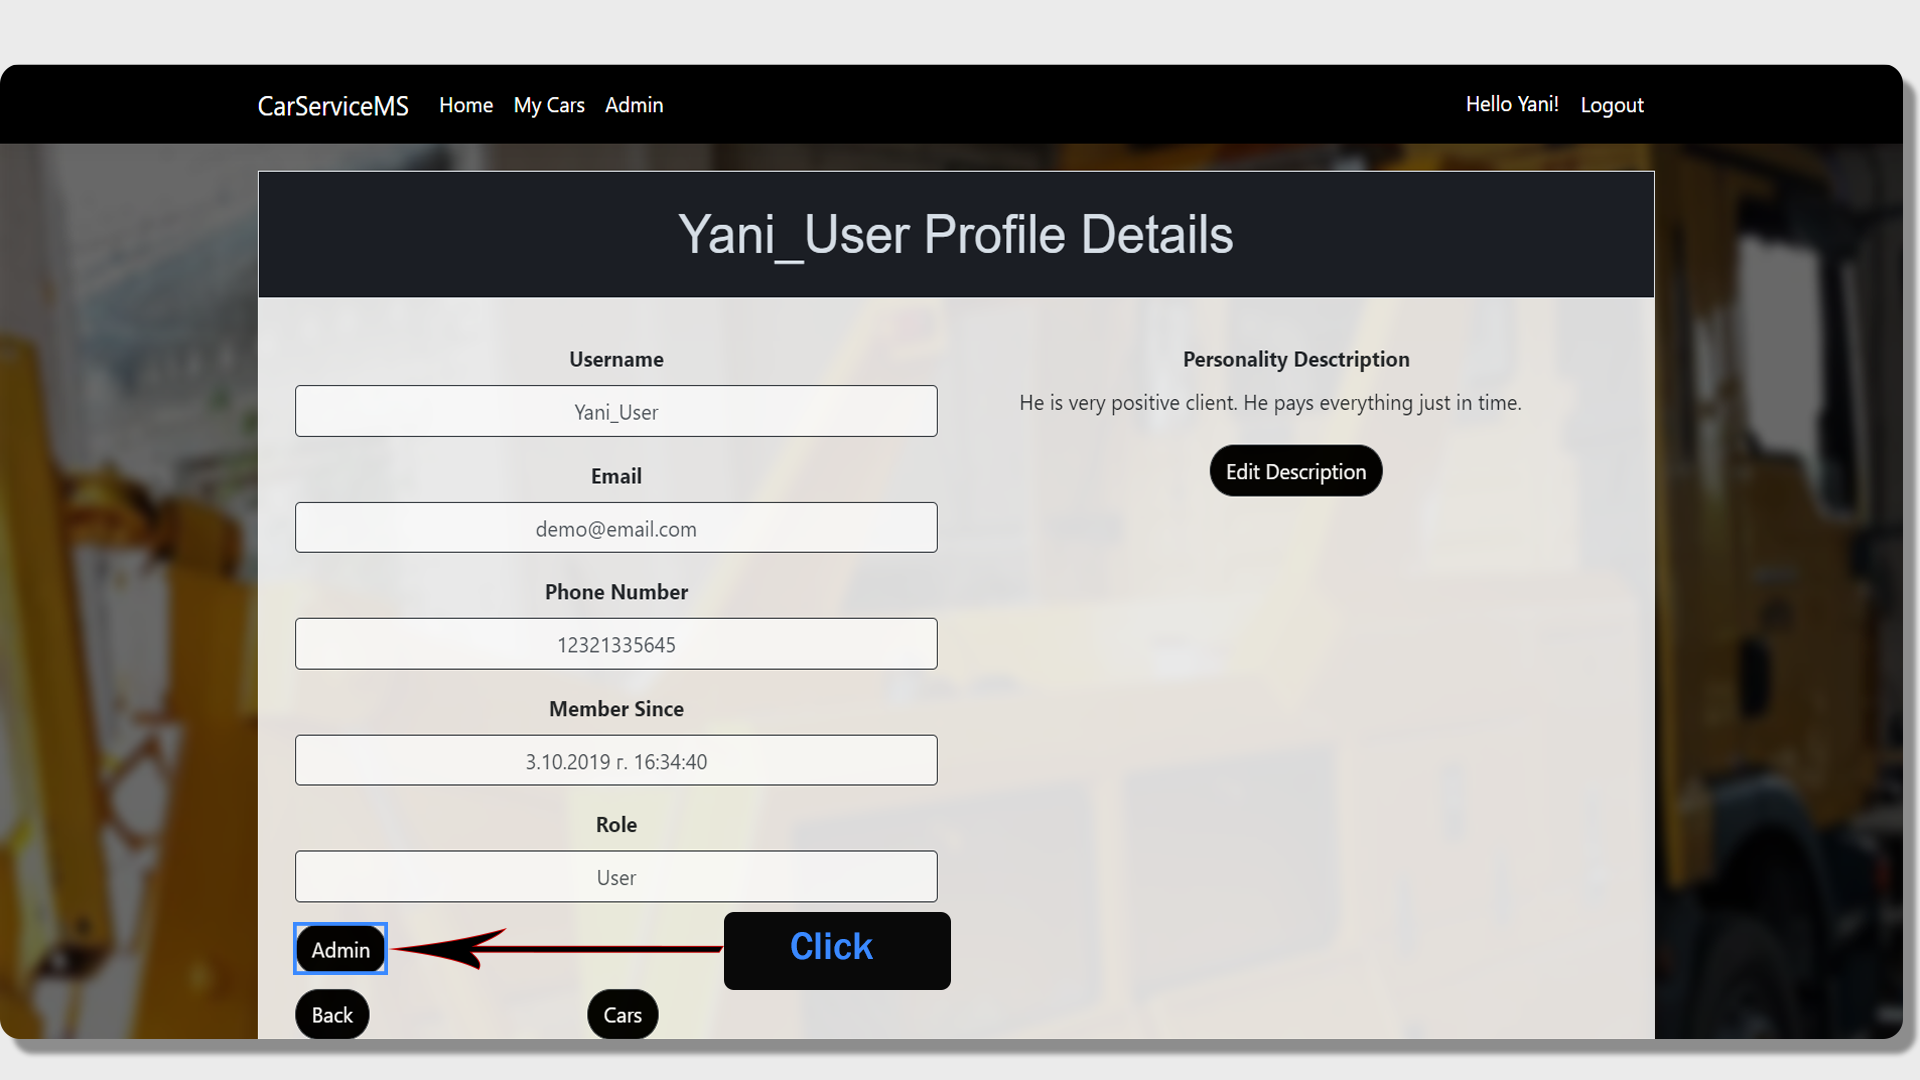 CarServiceMS Home My Cars Admin Hello Yani! Logout
Yani_User Profile Details
Username
Yani_User
Email
demo@email.com
Phone Number
12321335645
Member Since
3.10.2019 г. 16:34:40
Role
User
Admin
Click
Back
Cars
Personality Desctription
He is very positive client. He pays everything just in time.
Edit Description